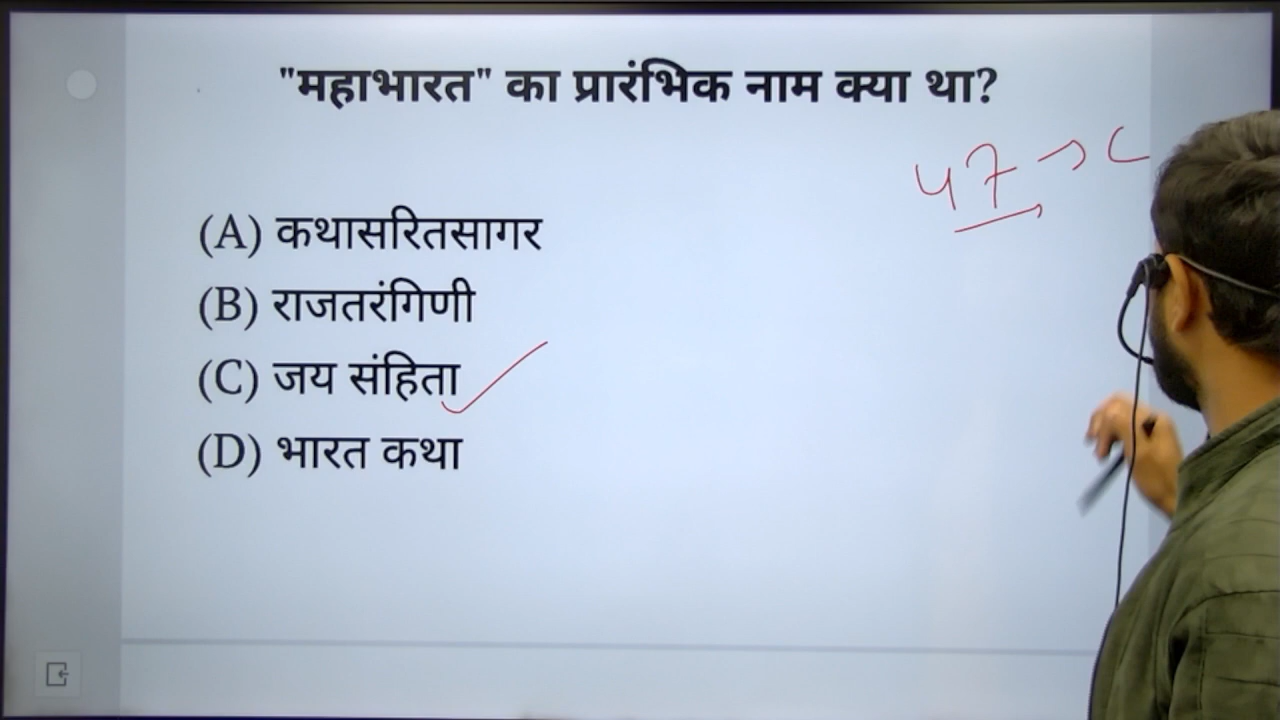 "महाभारत" का प्रारंभिक नाम क्या था?
47 → C
(A) कथासरितसागर
(B) राजतरंगिणी
(C) जय संहिता
(D) भारत कथा